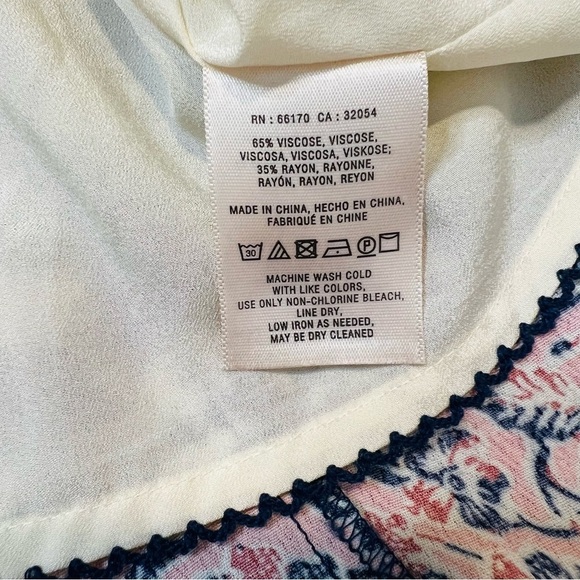 RN : 66170 CA : 32054
65% VISCOSE, VISCOSE,
VISCOSA, VISCOSA, VISKOSE;
35% RAYON, RAYONNE,
RAYÓN, RAYON, REYON
MADE IN CHINA, HECHO EN CHINA,
FABRIQUÉ EN CHINE
30 P
MACHINE WASH COLD
WITH LIKE COLORS,
USE ONLY NON-CHLORINE BLEACH,
LINE DRY,
LOW IRON AS NEEDED,
MAY BE DRY CLEANED